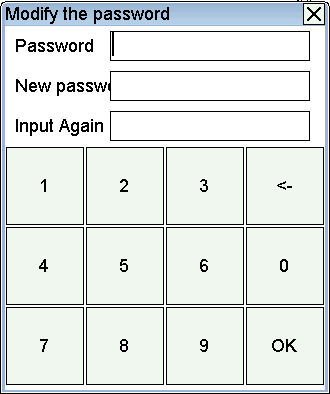 Modify the password
Password
New passw
Input Again
1 2 3 <-
4 5 6 0
7 8 9 OK